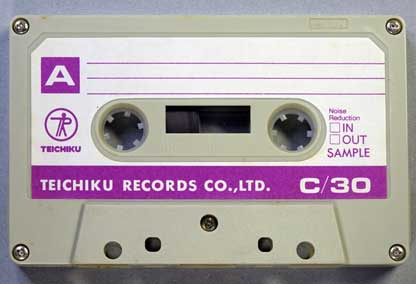 A
TEICHIKU
Noise
Reduction
IN
OUT
SAMPLE
TEICHIKU RECORDS CO.,LTD.
C/30